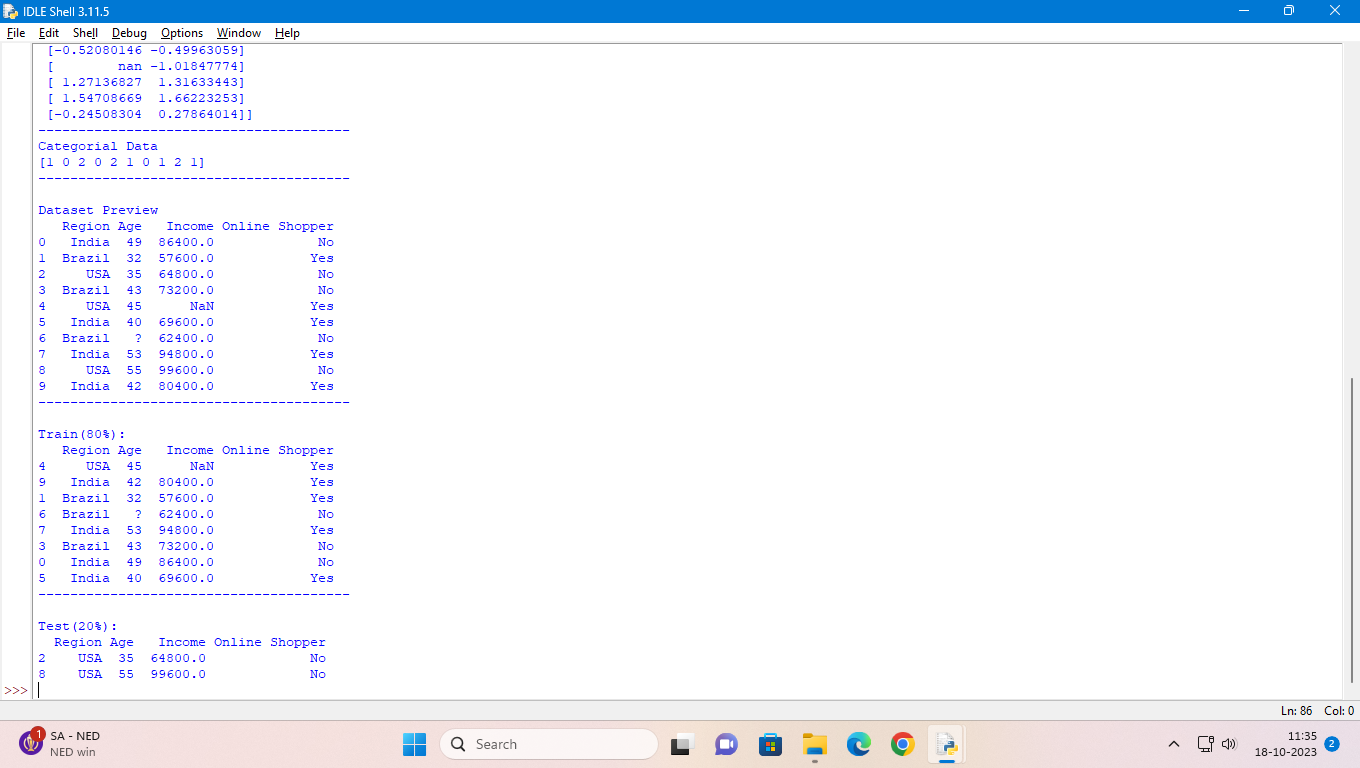 IDLE Shell 3.11.5
File Edit Shell Debug Options Window Help
[-0.52080146 -0.49963059]
[        nan -1.01847774]
[ 1.27136827  1.31633443]
[ 1.54708669  1.66223253]
[-0.24508304  0.27864014]]
---------------------------------------
Categorial Data
[1 0 2 0 2 1 0 1 2 1]
---------------------------------------
Dataset Preview
   Region Age   Income Online Shopper
0   India  49  86400.0             No
1  Brazil  32  57600.0            Yes
2     USA  35  64800.0             No
3  Brazil  43  73200.0             No
4     USA  45      NaN            Yes
5   India  40  69600.0            Yes
6  Brazil   ?  62400.0             No
7   India  53  94800.0            Yes
8     USA  55  99600.0             No
9   India  42  80400.0            Yes
---------------------------------------
Train(80%):
   Region Age   Income Online Shopper
4     USA  45      NaN            Yes
9   India  42  80400.0            Yes
1  Brazil  32  57600.0            Yes
6  Brazil   ?  62400.0             No
7   India  53  94800.0            Yes
3  Brazil  43  73200.0             No
0   India  49  86400.0             No
5   India  40  69600.0            Yes
---------------------------------------
Test(20%):
  Region Age   Income Online Shopper
2    USA  35  64800.0             No
8    USA  55  99600.0             No
>>>
Ln: 86 Col: 0
1
SA - NED
NED win
Search
11:35
18-10-2023
2